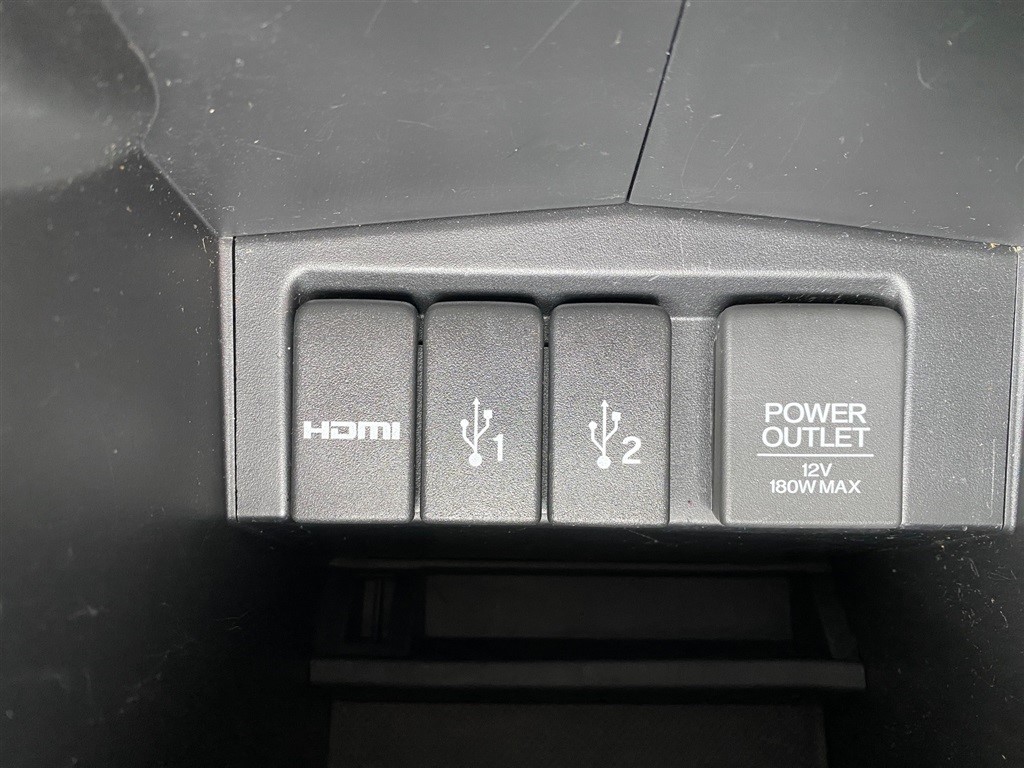 HDMI
1
2
POWER
OUTLET
12V
180W MAX